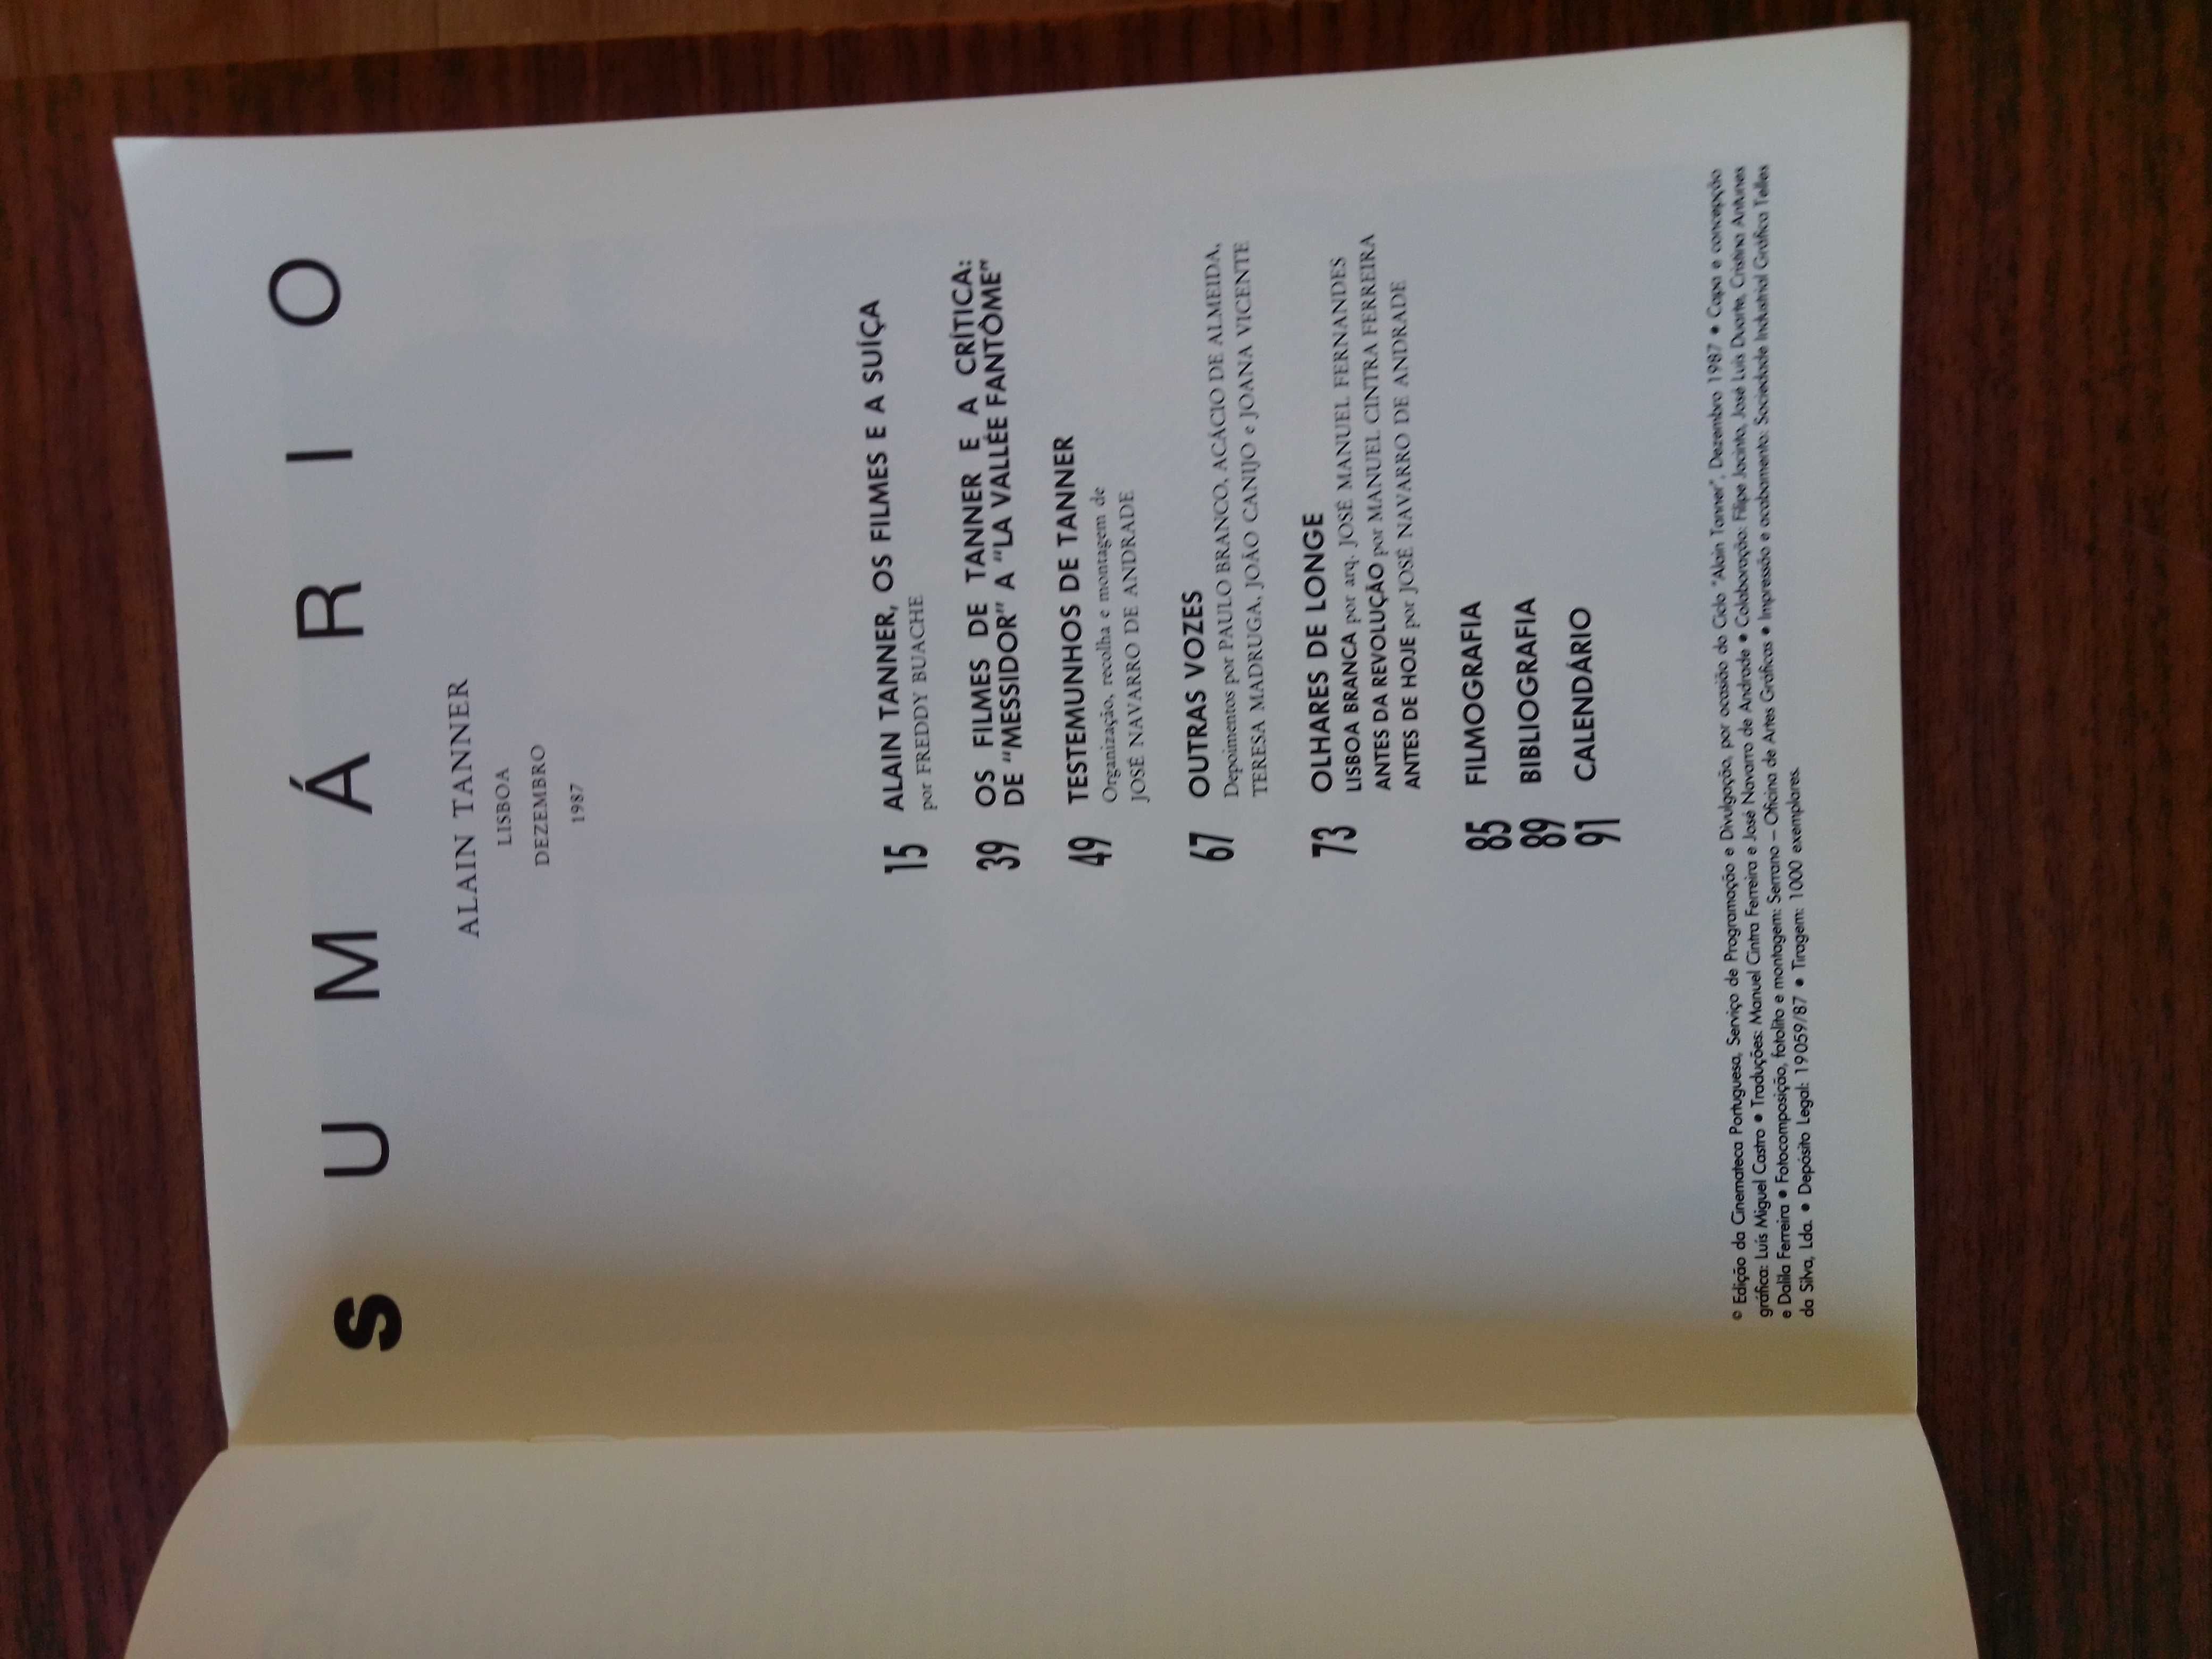 SUMÁRIO
ALAIN TANNER
LISBOA
DEZEMBRO
1987
15 ALAIN TANNER, OS FILMES E A SUÍÇA
por FREDDY BUACHE
39 OS FILMES DE TANNER E A CRÍTICA:
DE "MESSIDOR" A "LA VALLÉE FANTÔME"
49 TESTEMUNHOS DE TANNER
Organização, recolha e montagem de
JOSÉ NAVARRO DE ANDRADE
67 OUTRAS VOZES
Depoimentos por PAULO BRANCO, ACÁCIO DE ALMEIDA,
TERESA MADRUGA, JOÃO CANIJO e JOANA VICENTE
73 OLHARES DE LONGE
LISBOA BRANCA por arq. JOSÉ MANUEL FERNANDES
ANTES DA REVOLUÇÃO por MANUEL CINTRA FERREIRA
ANTES DE HOJE por JOSÉ NAVARRO DE ANDRADE
85 FILMOGRAFIA
89 BIBLIOGRAFIA
91 CALENDÁRIO
© Edição da Cinemateca Portuguesa, Serviço de Programação e Divulgação, por ocasião do Ciclo "Alain Tanner", Dezembro 1987 • Capa e concepção
gráfica: Luís Miguel Castro • Traduções: Manuel Cintra Ferreira e José Navarro de Andrade • Colaboração: Filipe Jacinto, José Luís Duarte, Cristina Antunes
e Dalila Ferreira • Fotocomposição, fotolito e montagem: Serrano – Oficina de Artes Gráficas • Impressão e acabamento: Sociedade Industrial Gráfica Telles
da Silva, Lda. • Depósito Legal: 19059/87 • Tiragem: 1000 exemplares.